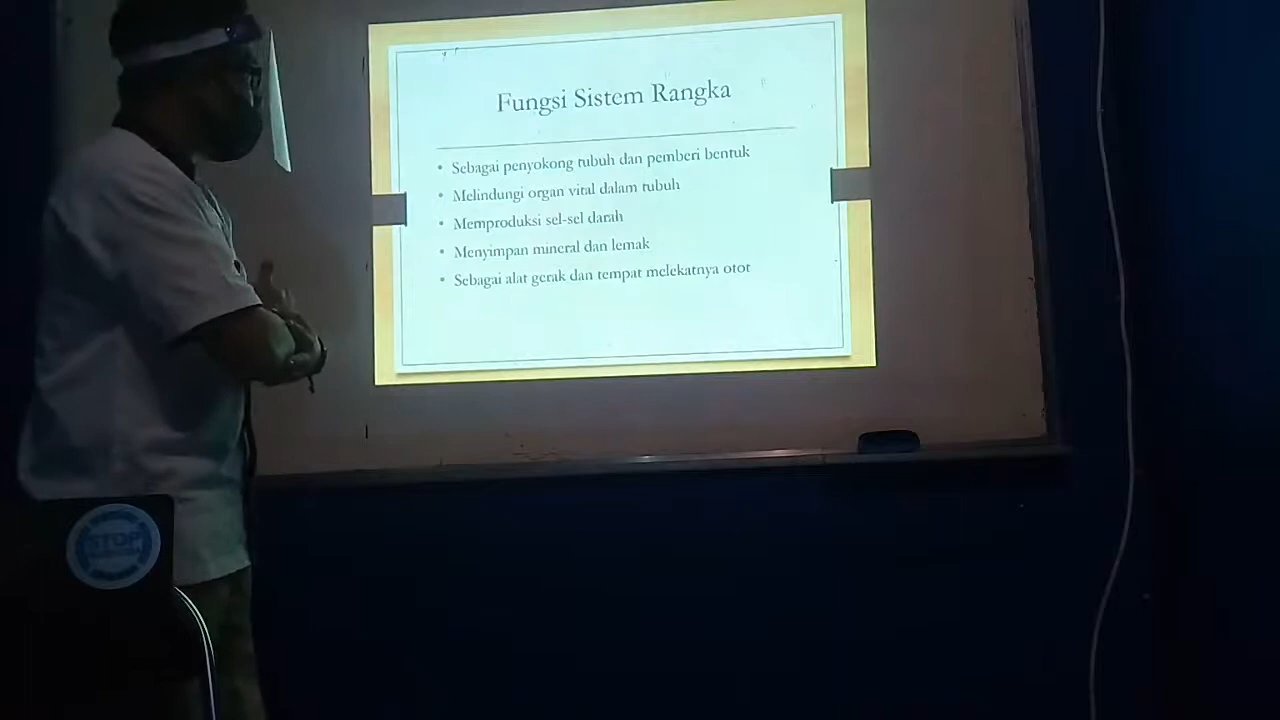 Fungsi Sistem Rangka
• Sebagai penyokong tubuh dan pemberi bentuk
• Melindungi organ vital dalam tubuh
• Memproduksi sel-sel darah
• Menyimpan mineral dan lemak
• Sebagai alat gerak dan tempat melekatnya otot
STOP